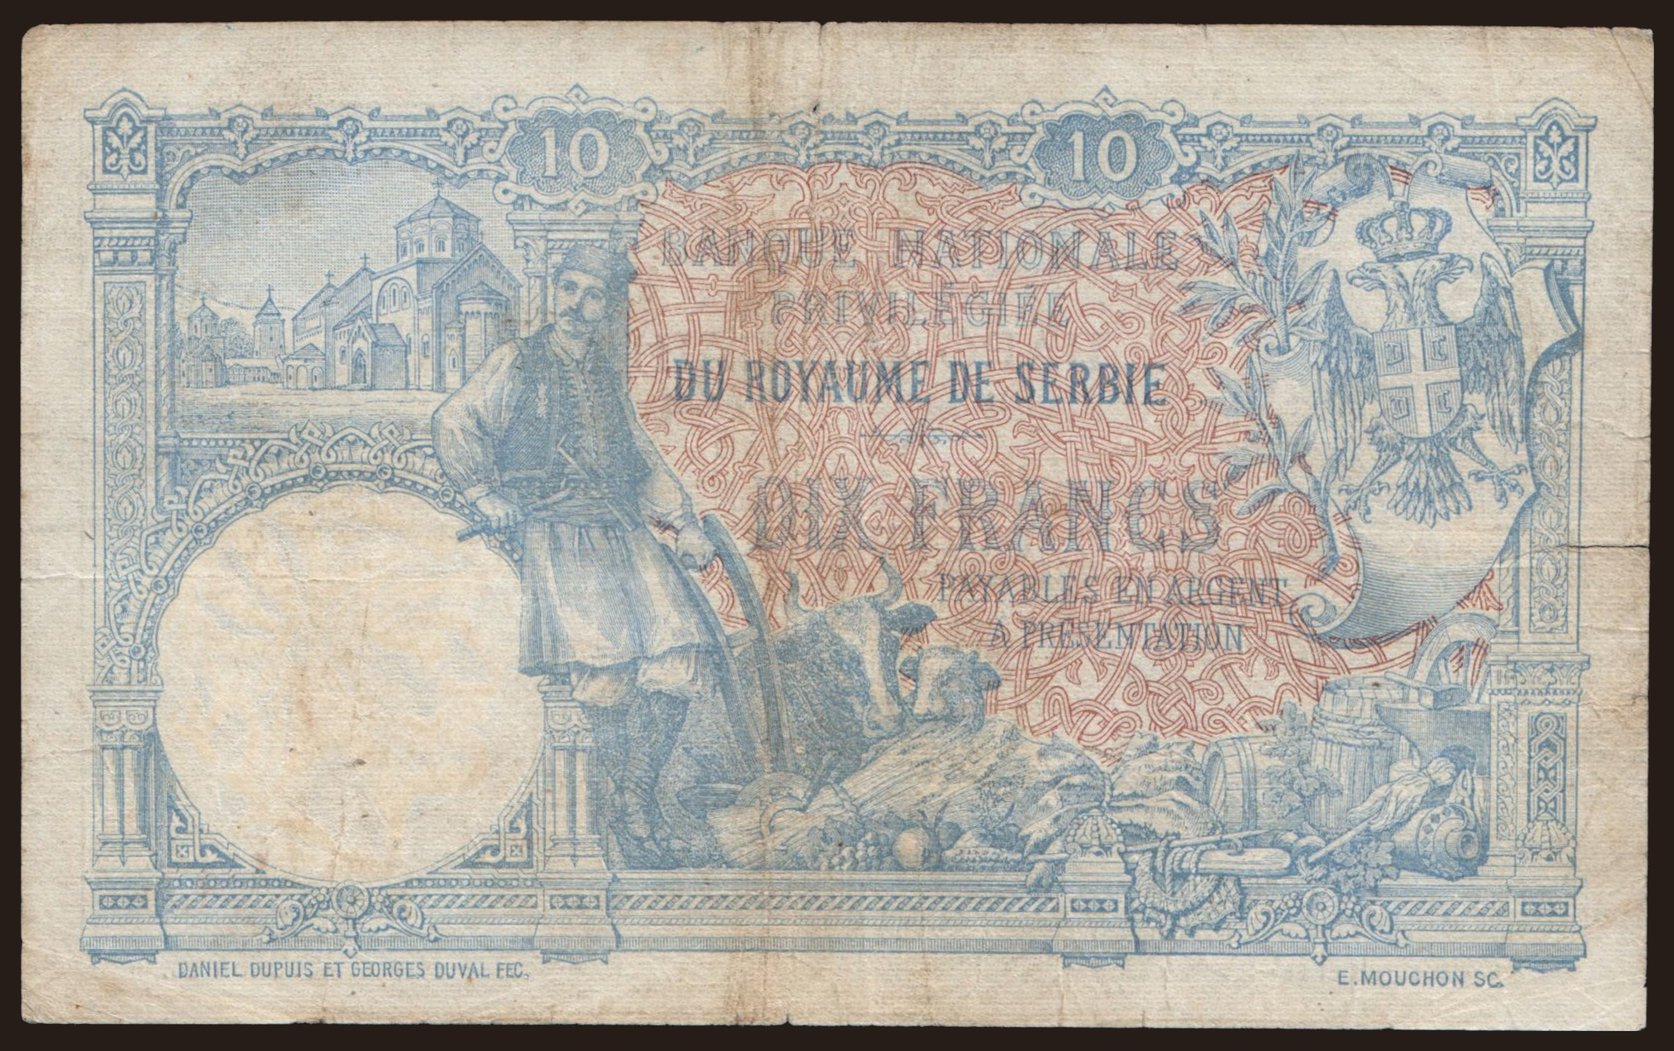 10 10
BANQUE NATIONALE
PRIVILÉGIÉE
DU ROYAUME DE SERBIE
DIX FRANCS
PAYABLES EN ARGENT,
À PRÉSENTATION
DANIEL DUPUIS ET GEORGES DUVAL FEC.
E. MOUCHON SC.